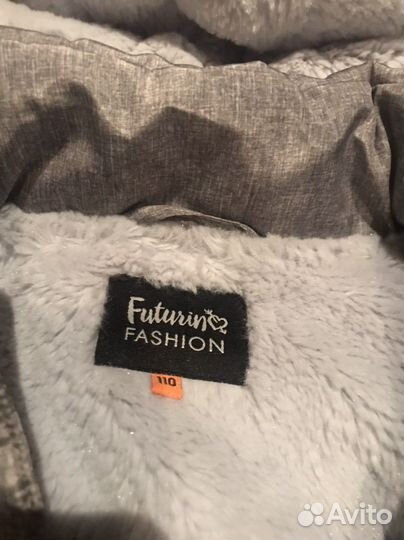 Futurino
FASHION
110
Avito